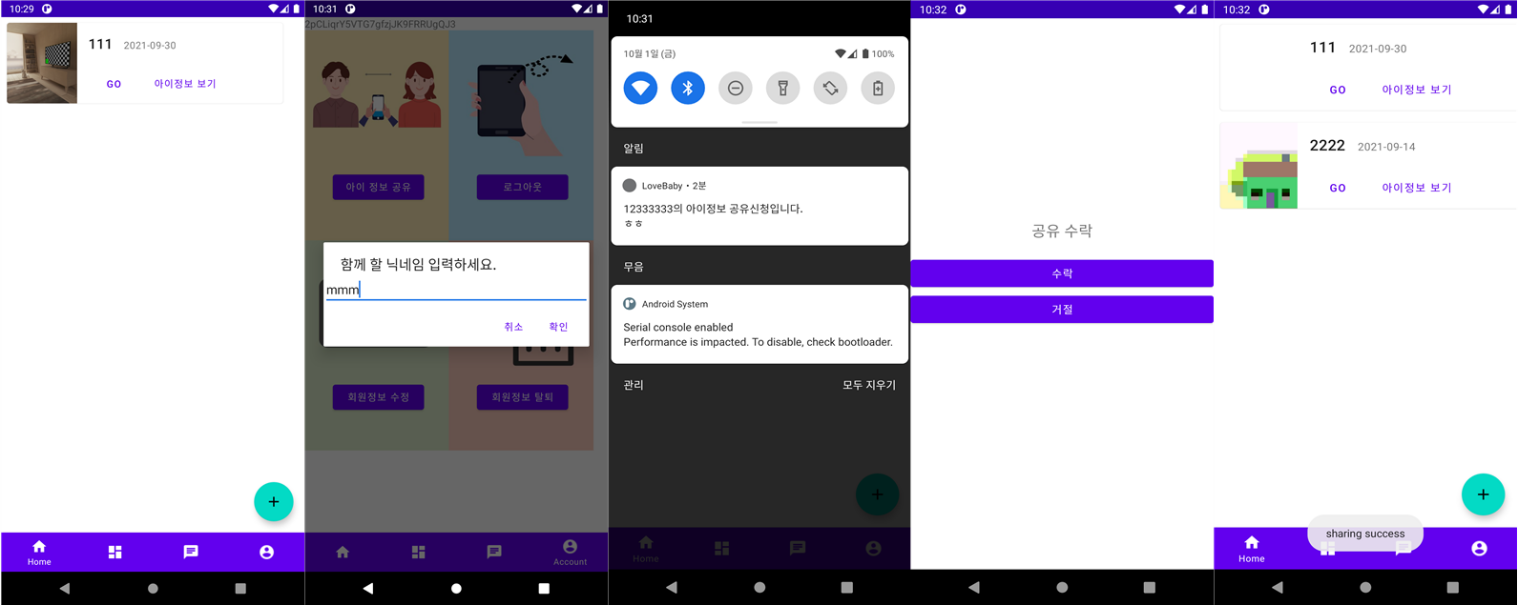 10:29
111 2021-09-30
GO 아이정보 보기
Home
10:31
2pCLiqrY5VTG7gfzjJK9FRRUgQJ3
아이 정보 공유 로그아웃
함께 할 닉네임 입력하세요.
mmm
취소 확인
회원정보 수정 회원정보 탈퇴
Account
10:31
10월 1일 (금) 100%
알림
LoveBaby • 2분
12333333의 아이정보 공유신청입니다.
ㅎㅎ
무음
Android System
Serial console enabled
Performance is impacted. To disable, check bootloader.
관리 모두 지우기
Home
10:32
공유 수락
수락
거절
10:32
111 2021-09-30
GO 아이정보 보기
2222 2021-09-14
GO 아이정보 보기
sharing success
Home